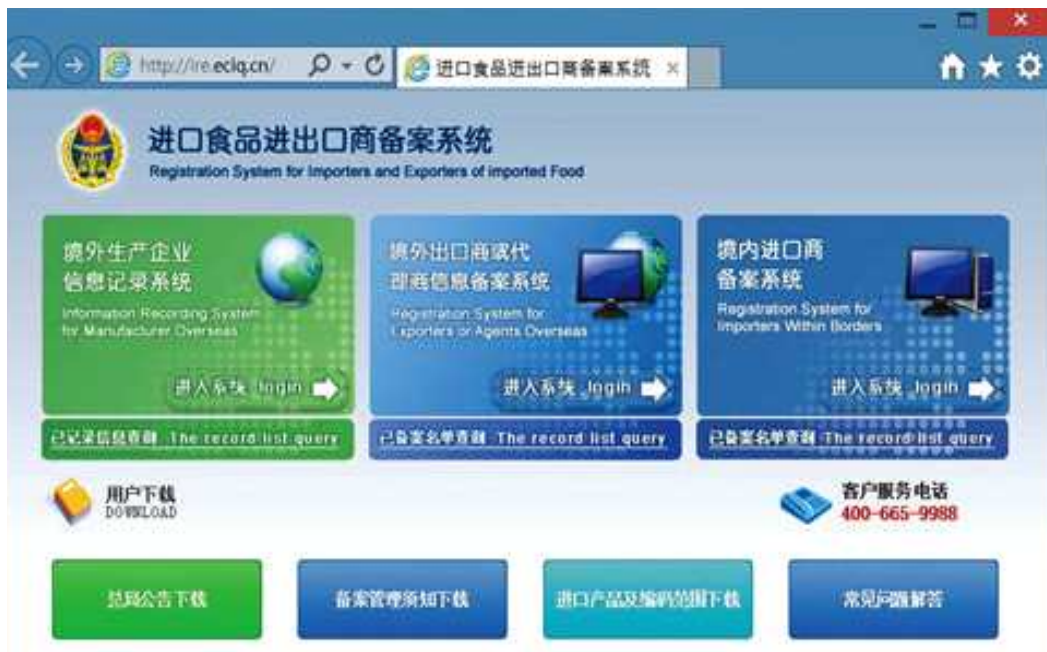 http://ire.eciq.cn/
进口食品进出口商备案系统
进口食品进出口商备案系统
Registration System for Importers and Exporters of imported Food
境外生产企业
信息记录系统
Information Recording System
for Manufacturer Overseas
进入系统 login
已记录信息查询 The record list query
境外出口商或代
理商信息备案系统
Registration System for
Exporters or Agents Overseas
进入系统 login
已备案名单查询 The record list query
境内进口商
备案系统
Registration System for
Importers Within Borders
进入系统 login
已备案名单查询 The record list query
用户下载
DOWNLOAD
客户服务电话
400-665-9988
总局公告下载
备案管理须知下载
进口产品及编码范围下载
常见问题解答